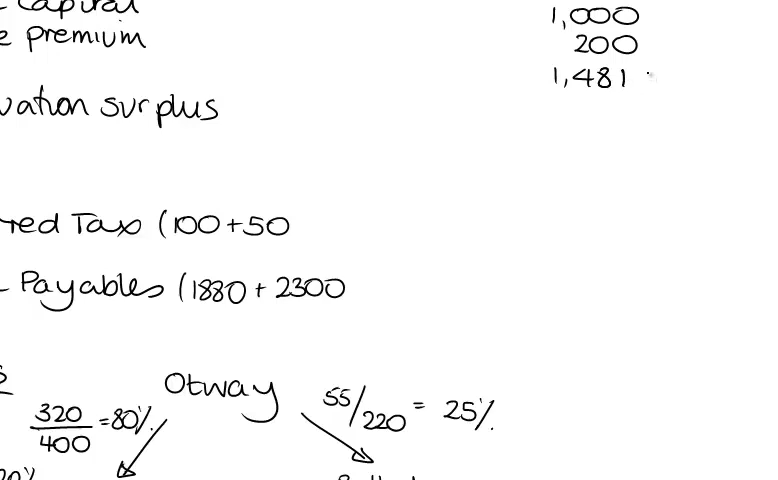 capital 1,000
premium 200
1,481
vation surplus
red Tax (100+50
Payables (1880 + 2300
Otway 55/220 = 25%
320/400 = 80%